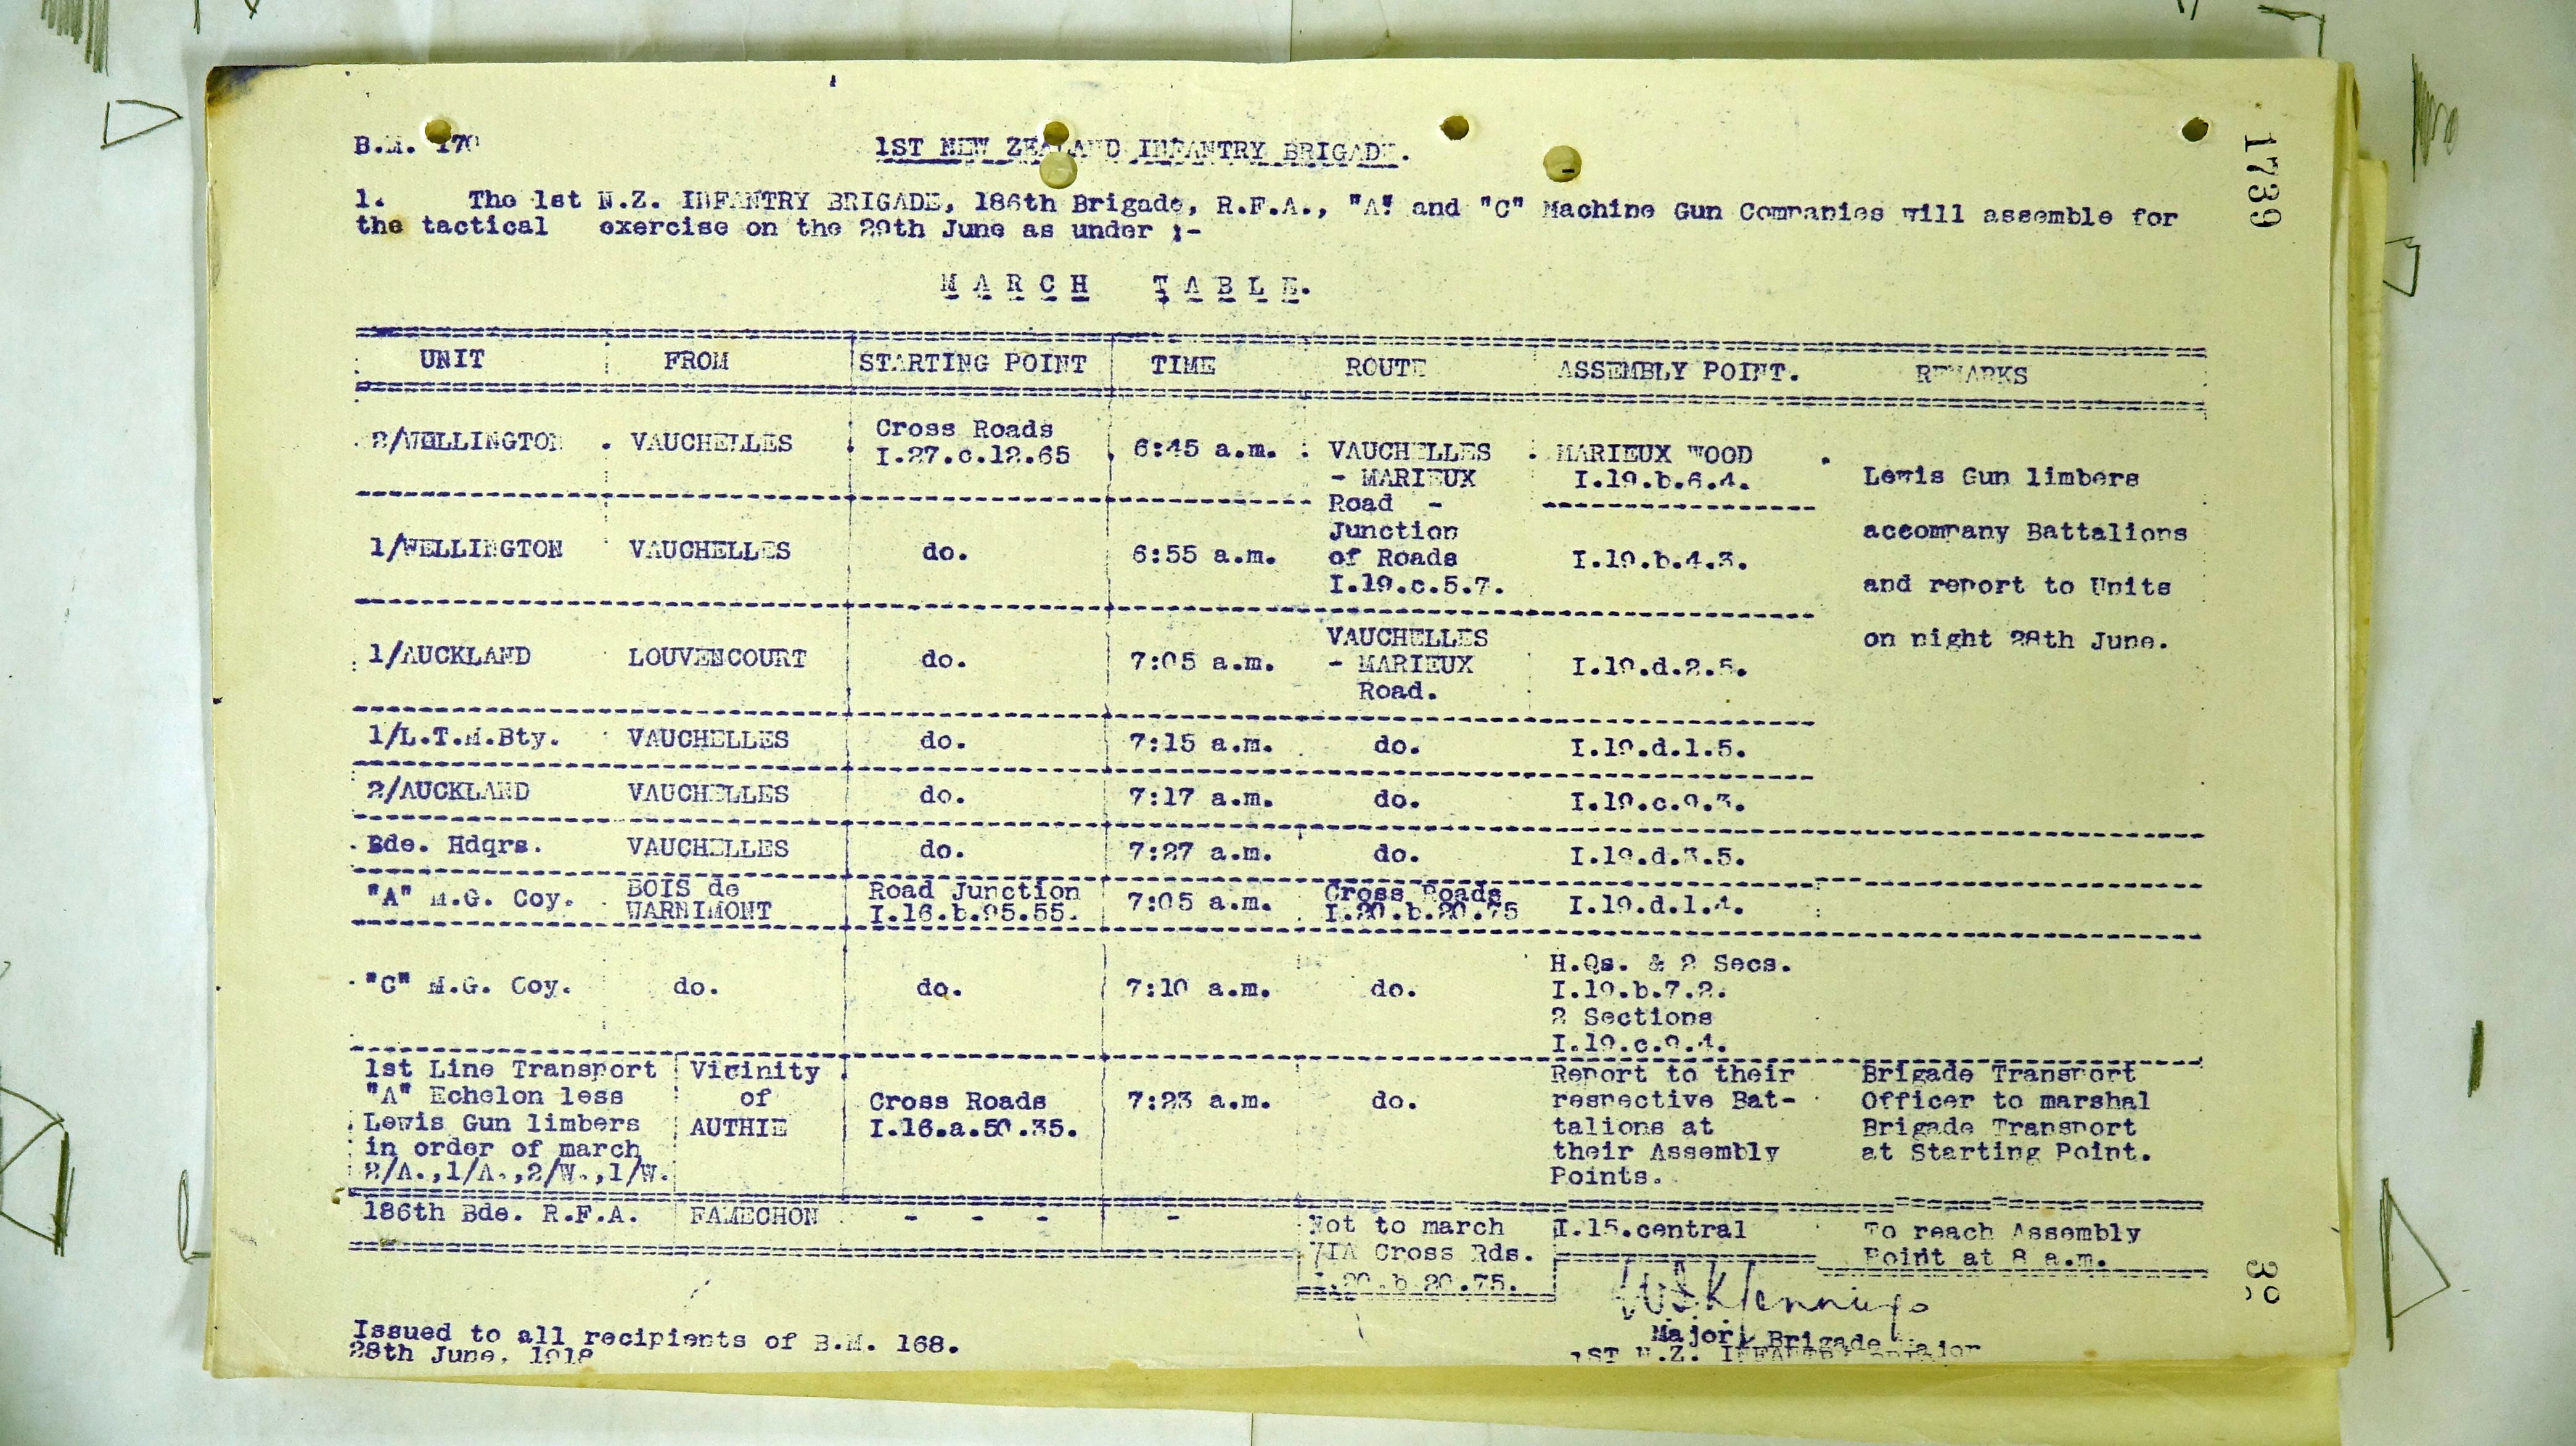 B.M. 170
1ST NEW ZEALAND INFANTRY BRIGADE.
1. The 1st N.Z. INFANTRY BRIGADE, 186th Brigade, R.F.A., "A" and "C" Machine Gun Companies will assemble for
the tactical exercise on the 29th June as under ;-
MARCH TABLE.
UNIT FROM STARTING POINT TIME ROUTE ASSEMBLY POINT. REMARKS
2/WELLINGTON VAUCHELLES Cross Roads I.27.c.12.65 6:45 a.m. VAUCHELLES - MARIEUX MARIEUX WOOD I.19.b.6.4. Lewis Gun limbers
Road - Junction
1/WELLINGTON VAUCHELLES do. 6:55 a.m. of Roads I.19.c.5.7. I.19.b.4.3. accompany Battalions
and report to Units
1/AUCKLAND LOUVENCOURT do. 7:05 a.m. VAUCHELLES - MARIEUX Road. I.19.d.2.5. on night 28th June.
1/L.T.M.Bty. VAUCHELLES do. 7:15 a.m. do. I.19.d.1.5.
2/AUCKLAND VAUCHELLES do. 7:17 a.m. do. I.19.c.9.3.
Bde. Hdqrs. VAUCHELLES do. 7:27 a.m. do. I.19.d.3.5.
"A" M.G. Coy. BOIS de WARNIMONT Road Junction I.16.b.95.55. 7:05 a.m. Cross Roads I.20.b.20.75 I.19.d.1.4.
"C" M.G. Coy. do. do. 7:10 a.m. do. H.Qs. & 2 Secs.
I.19.b.7.2.
2 Sections
I.19.c.9.4.
1st Line Transport Vicinity Report to their Brigade Transport
"A" Echelon less of Cross Roads 7:23 a.m. do. respective Bat- Officer to marshal
Lewis Gun limbers AUTHIE I.16.a.50.35. talions at Brigade Transport
in order of march their Assembly at Starting Point.
2/A.,1/A.,2/W.,1/W. Points.
186th Bde. R.F.A. FAMECHON - - - - Not to march I.15.central To reach Assembly
VIA Cross Rds. Point at 8 a.m.
I.20.b.20.75.
Issued to all recipients of B.M. 168.
28th June, 1918
Major, Brigade Major
1ST N.Z. INFANTRY BRIGADE
1739